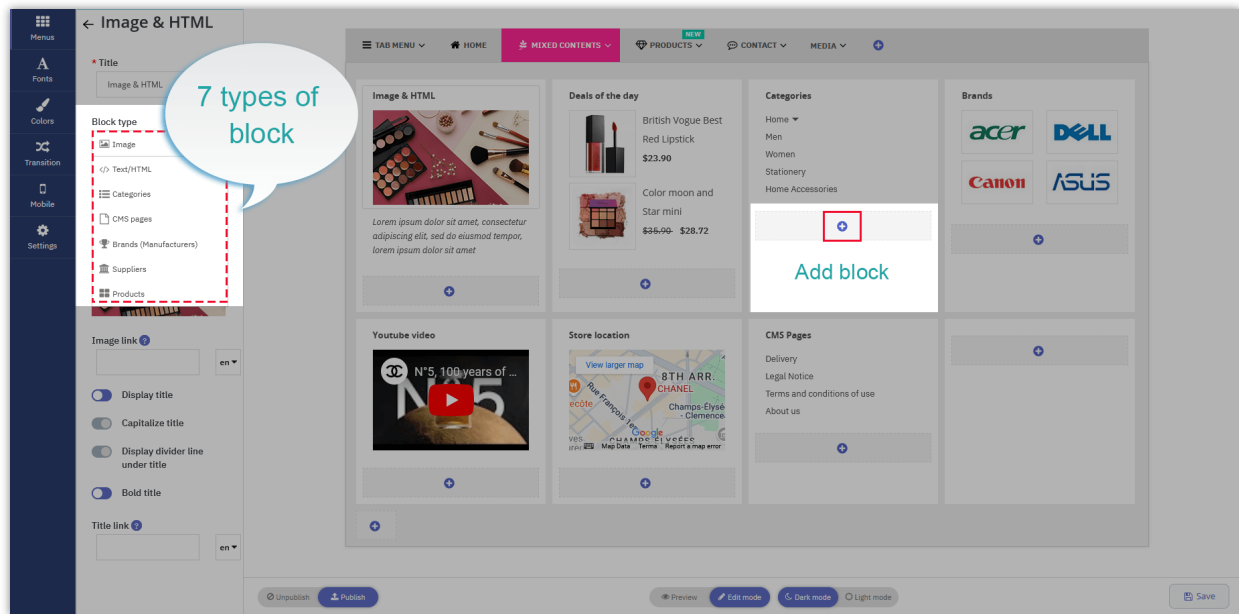 Menus
Fonts
Colors
Transition
Mobile
Settings
← Image & HTML
* Title
Image & HTML
Block type
Image
</> Text/HTML
Categories
CMS pages
Brands (Manufacturers)
Suppliers
Products
7 types of
block
Image link ?
en
Display title
Capitalize title
Display divider line
under title
Bold title
Title link ?
en
TAB MENU
HOME
MIXED CONTENTS
NEW
PRODUCTS
CONTACT
MEDIA
Image & HTML
Lorem ipsum dolor sit amet, consectetur
adipiscing elit, sed do eiusmod tempor,
lorem ipsum dolor sit amet
Deals of the day
British Vogue Best
Red Lipstick
$23.90
Color moon and
Star mini
$35.90 $28.72
Categories
Home
Men
Women
Stationery
Home Accessories
Add block
Brands
acer
DELL
Canon
ASUS
Youtube video
N°5, 100 years of ...
N°5
Store location
View larger map
8TH ARR.
CHANEL
Rue François 1er
Champs-Élysé
- Clemence
Google
CHAMPS-ELYSÉES
Map Data Terms Report a map error
CMS Pages
Delivery
Legal Notice
Terms and conditions of use
About us
Unpublish
Publish
Preview
Edit mode
Dark mode
Light mode
Save